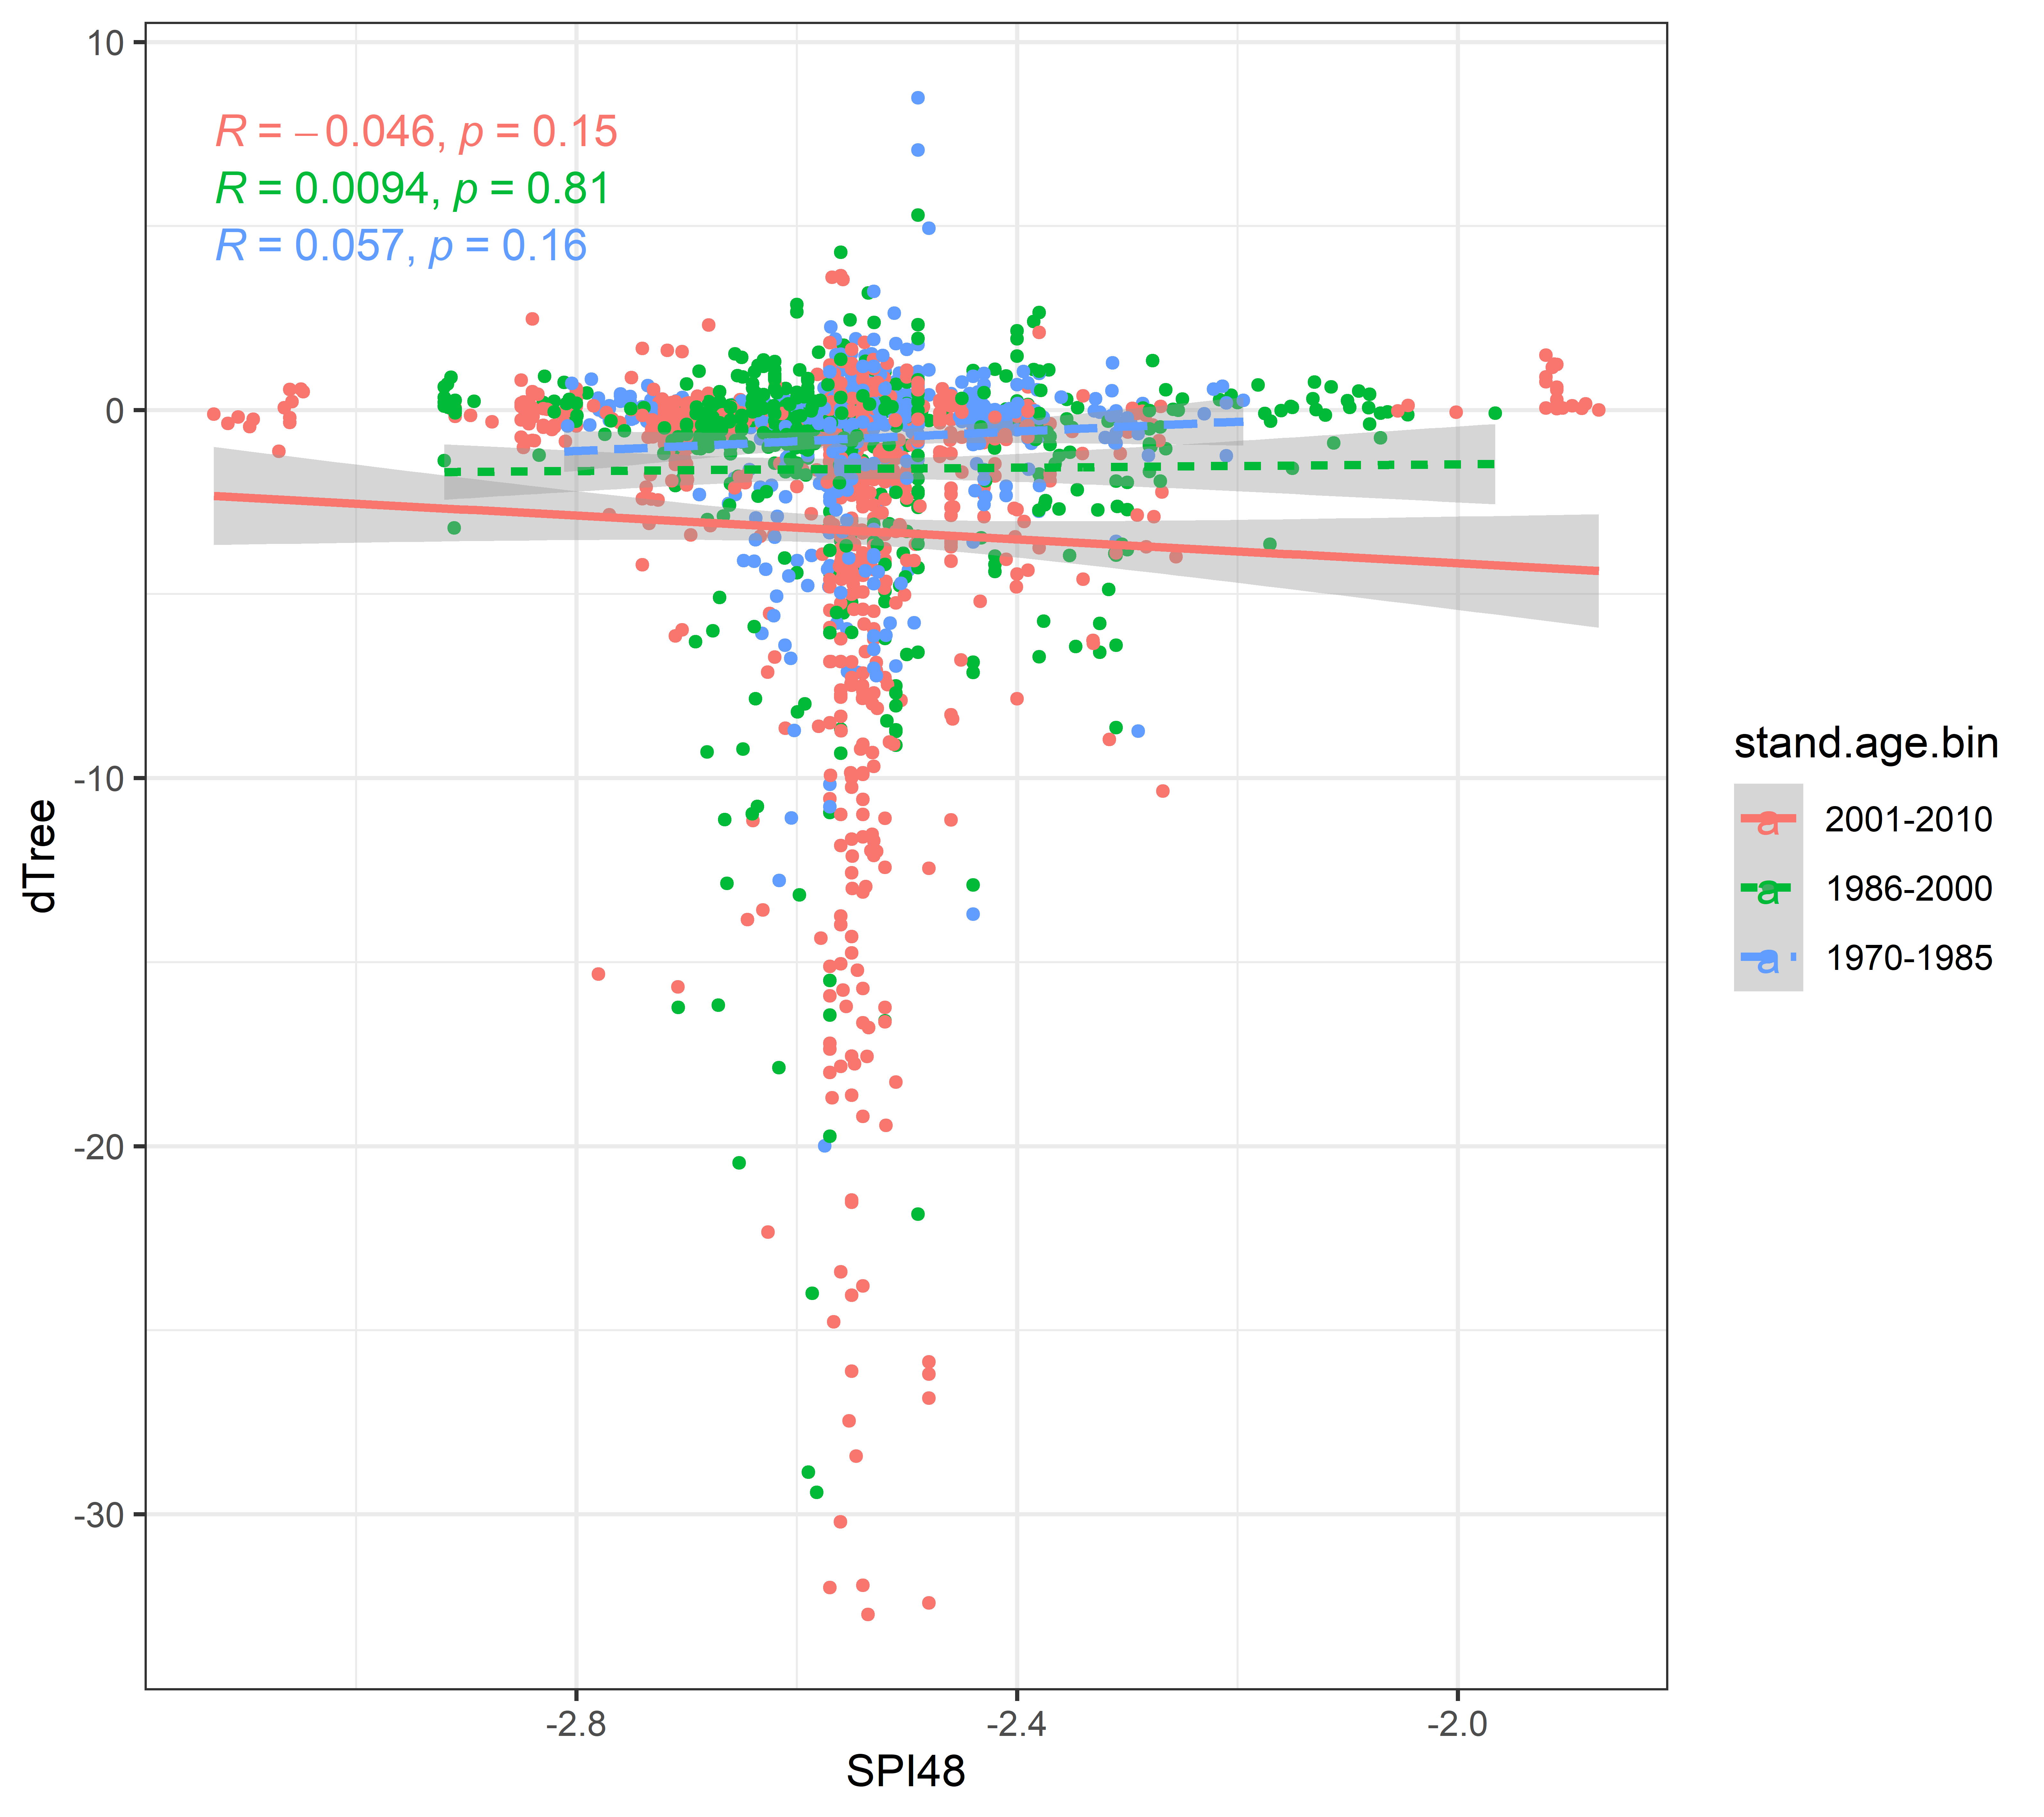 10
0
-10
-20
-30
dTree
R = −0.046, p = 0.15
R = 0.0094, p = 0.81
R = 0.057, p = 0.16
-2.8
-2.4
-2.0
SPI48
stand.age.bin
a 2001-2010
a 1986-2000
a 1970-1985